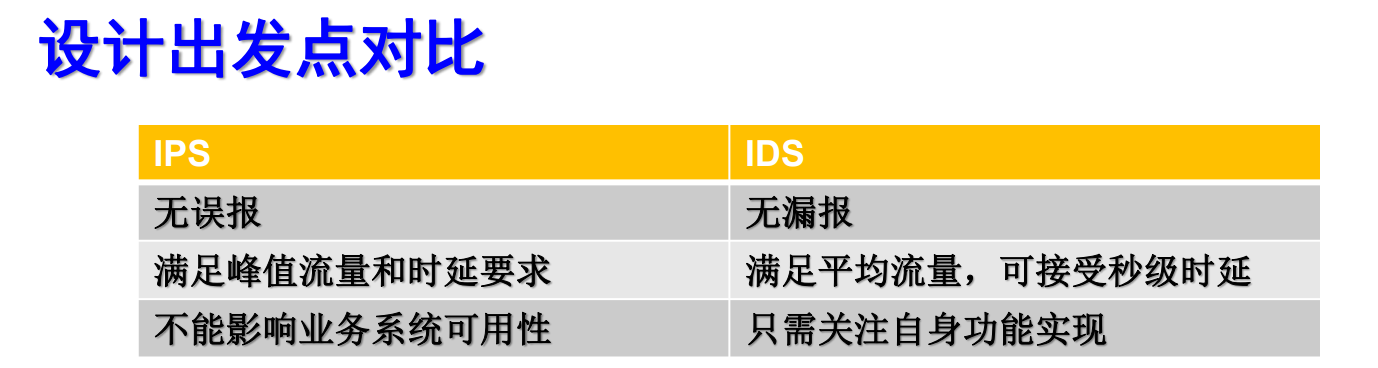 设计出发点对比
IPS IDS
无误报 无漏报
满足峰值流量和时延要求 满足平均流量，可接受秒级时延
不能影响业务系统可用性 只需关注自身功能实现